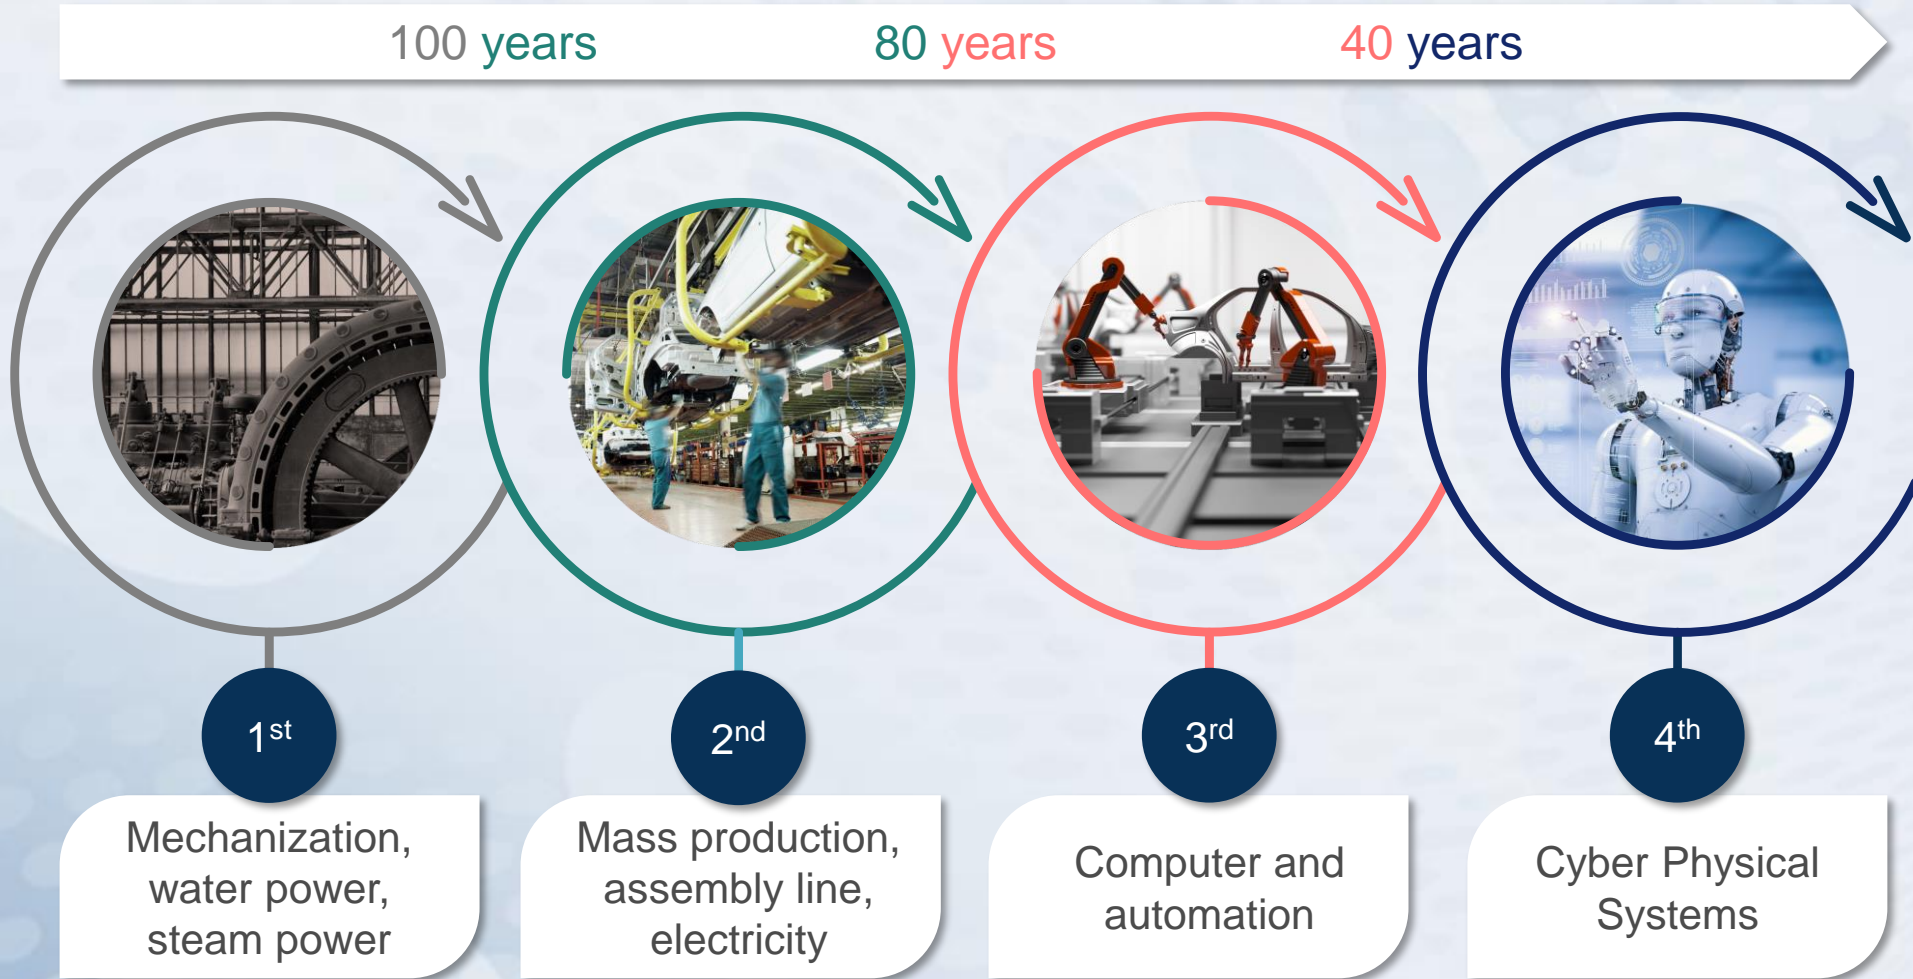 100 years 80 years 40 years
1st
2nd
3rd
4th
Mechanization,
water power,
steam power
Mass production,
assembly line,
electricity
Computer and
automation
Cyber Physical
Systems